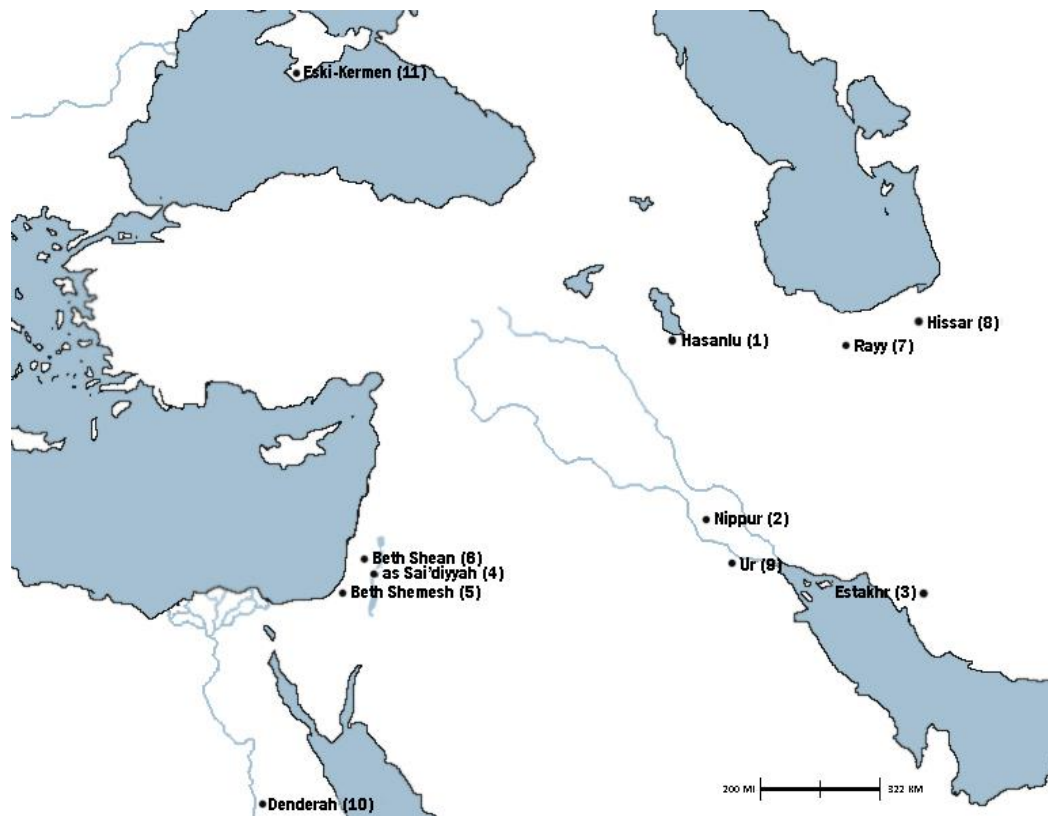 Eski-Kermen (11)
Hissar (8)
Hasanlu (1)
Rayy (7)
Nippur (2)
Beth Shean (6)
Ur (9)
as Sai'diyyah (4)
Beth Shemesh (5)
Estakhr (3)
200 MI
322 KM
Denderah (10)